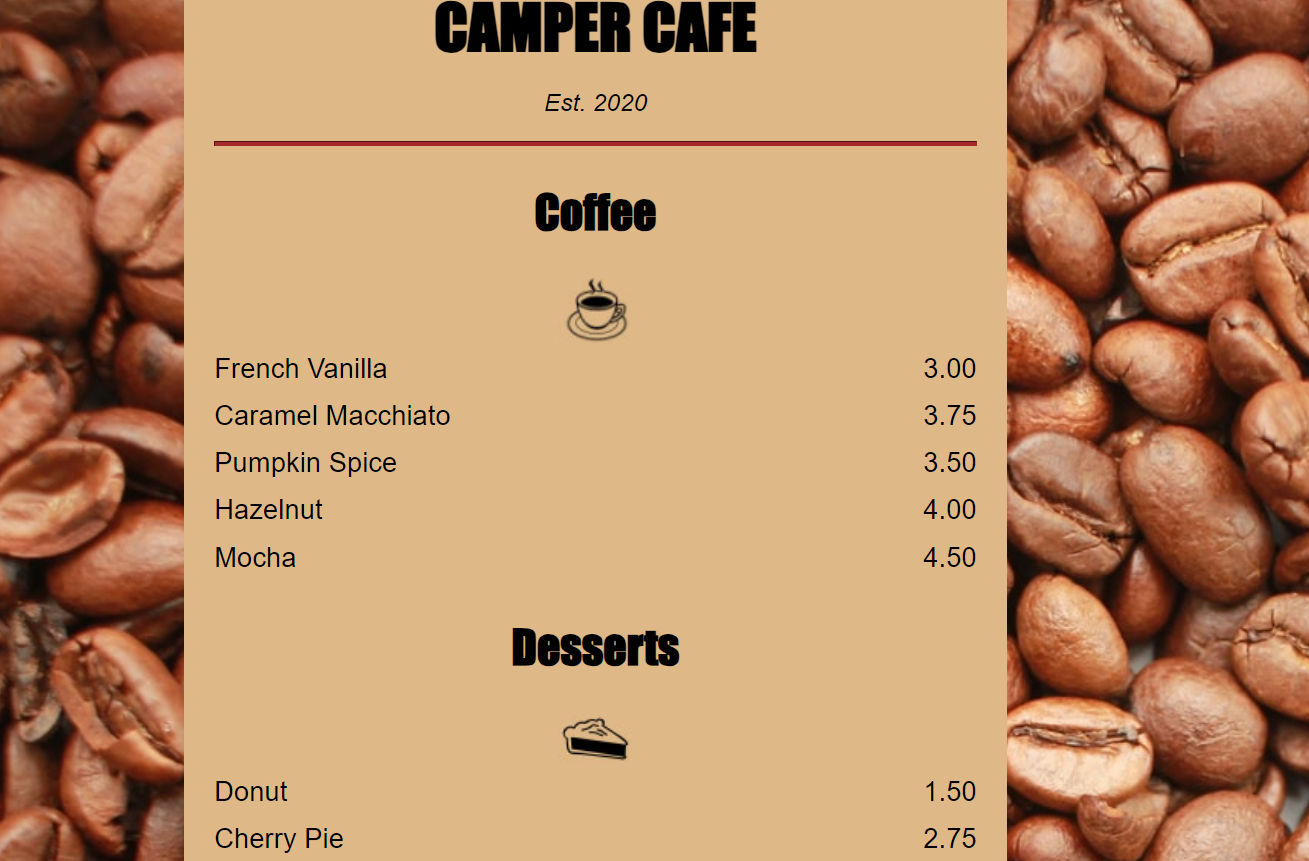 CAMPER CAFE
Est. 2020
Coffee
French Vanilla 3.00
Caramel Macchiato 3.75
Pumpkin Spice 3.50
Hazelnut 4.00
Mocha 4.50
Desserts
Donut 1.50
Cherry Pie 2.75